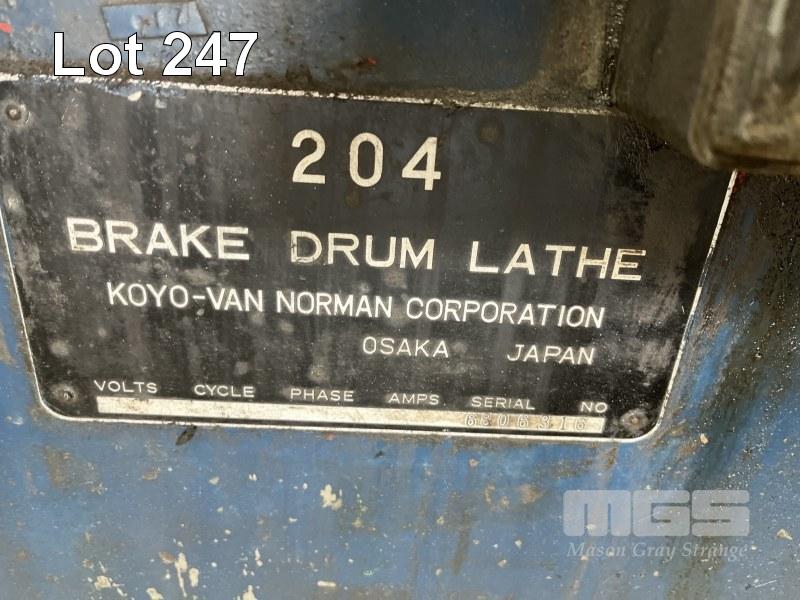 Lot 247
204
BRAKE DRUM LATHE
KOYO-VAN NORMAN CORPORATION
OSAKA JAPAN
VOLTS CYCLE PHASE AMPS SERIAL NO
MGS
Mason Gray Strange